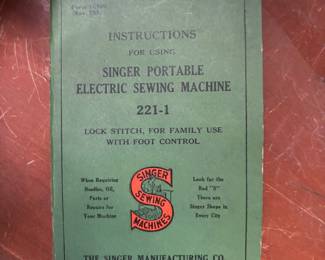 INSTRUCTIONS
FOR USING
SINGER PORTABLE
ELECTRIC SEWING MACHINE
221-1
LOCK STITCH, FOR FAMILY USE
WITH FOOT CONTROL
When Requiring
Needles, Oil,
Parts or
Repairs for
Your Machine
SINGER
SEWING
MACHINES
Look for the
Red "S"
There are
Singer Shops in
Every City
THE SINGER MANUFACTURING CO.